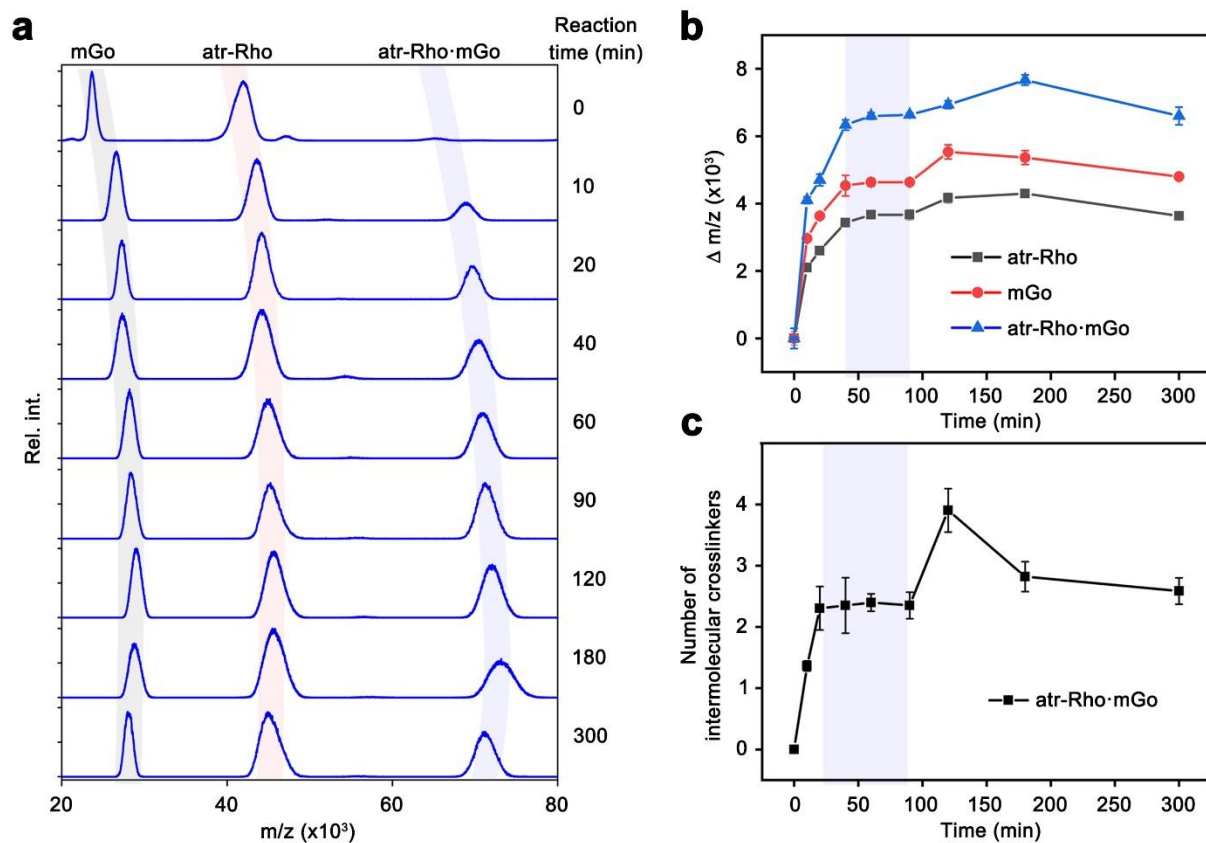 a
mGo atr-Rho atr-Rho·mGo
Reaction
time (min)
0
10
20
40
60
90
120
180
300
Rel. int.
20 40 60 80
m/z (x10³)
b
8
6
4
2
0
Δ m/z (x10³)
atr-Rho
mGo
atr-Rho·mGo
0 50 100 150 200 250 300
Time (min)
c
4
3
2
1
0
Number of
intermolecular crosslinkers
atr-Rho·mGo
0 50 100 150 200 250 300
Time (min)